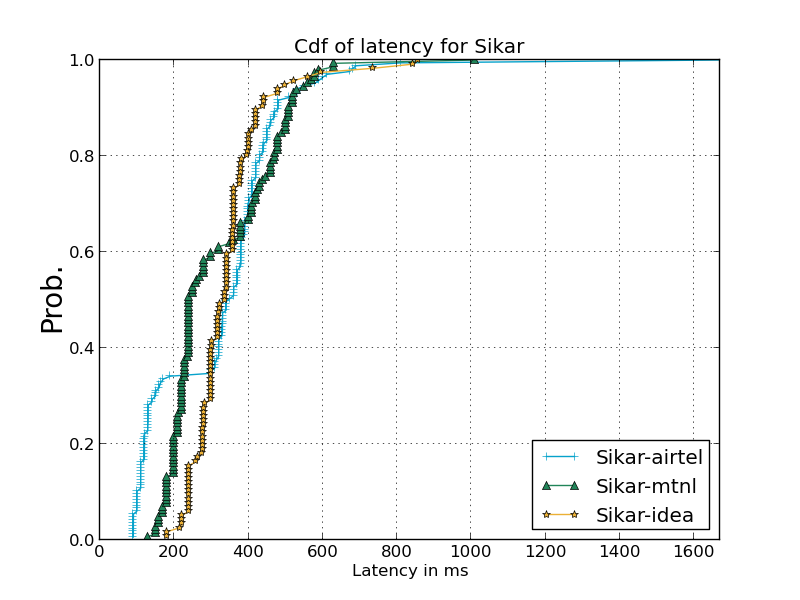 Cdf of latency for Sikar
1.0
0.8
0.6
0.4
0.2
0.0
Prob.
0 200 400 600 800 1000 1200 1400 1600
Latency in ms
Sikar-airtel
Sikar-mtnl
Sikar-idea